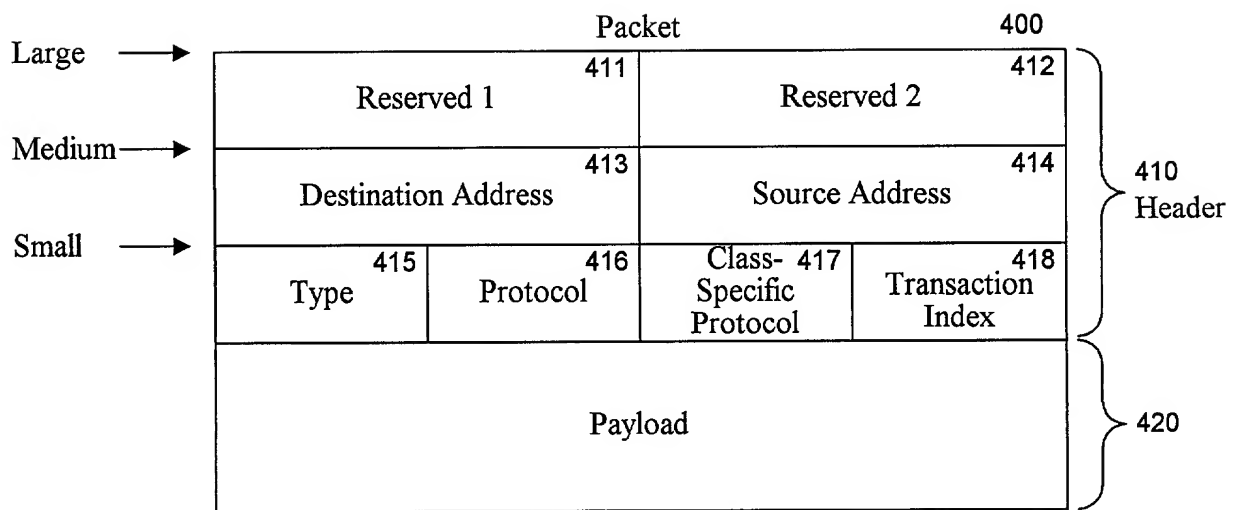 Packet 400
Large
Reserved 1 411
Reserved 2 412
Medium
Destination Address 413
Source Address 414
410
Header
Small
Type 415
Protocol 416
Class- 417
Specific
Protocol
Transaction 418
Index
Payload
420